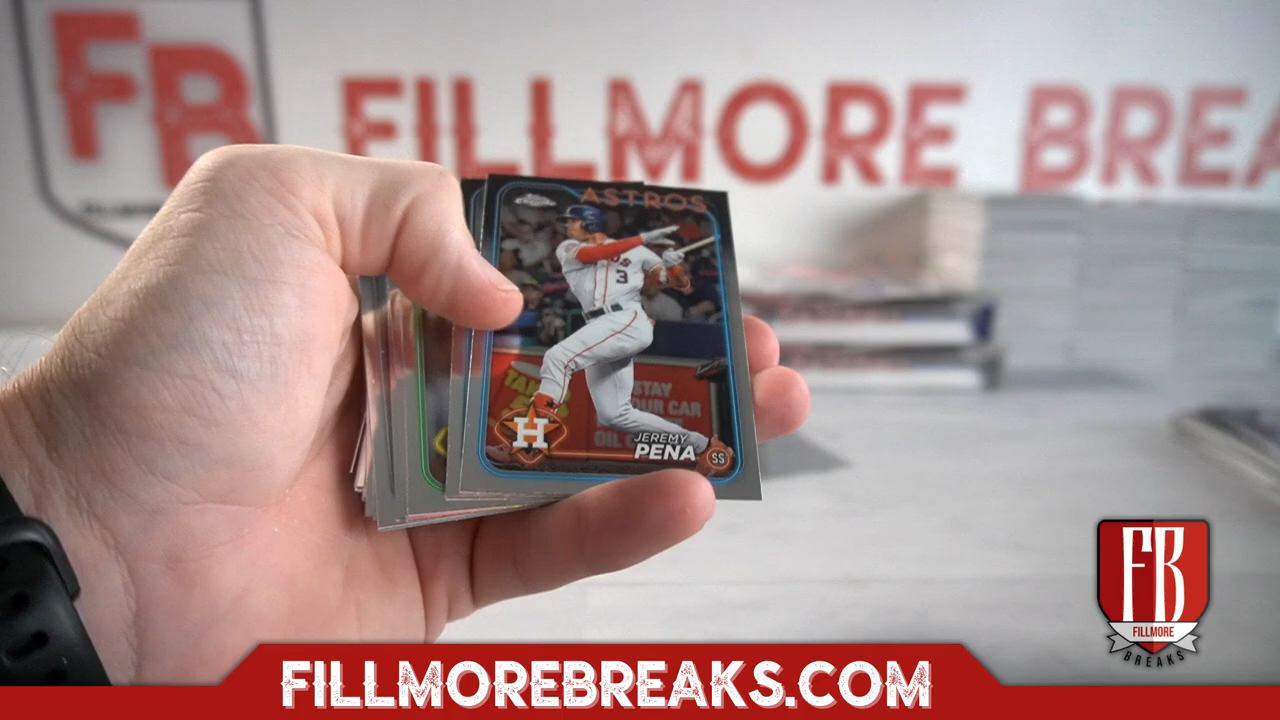 FB
FILLMORE BREA
ASTROS
3
STAY
OUR CAR
OIL
H
JEREMY
PENA
SS
FB
FILLMORE
BREAKS
FILLMOREBREAKS.COM